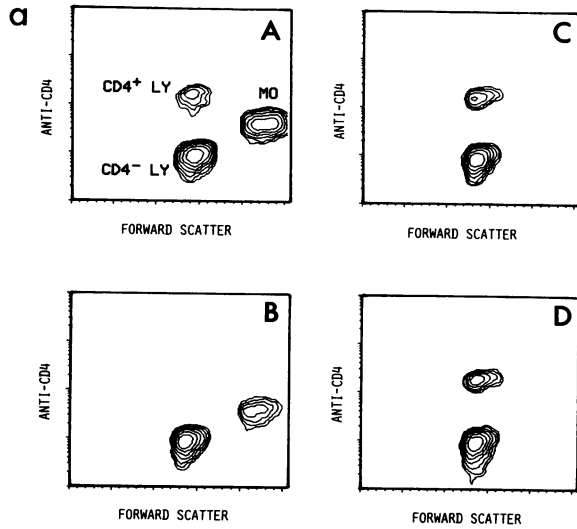 a
A
CD4+ LY
MO
CD4- LY
ANTI-CD4
FORWARD SCATTER
C
ANTI-CD4
FORWARD SCATTER
B
ANTI-CD4
FORWARD SCATTER
D
ANTI-CD4
FORWARD SCATTER